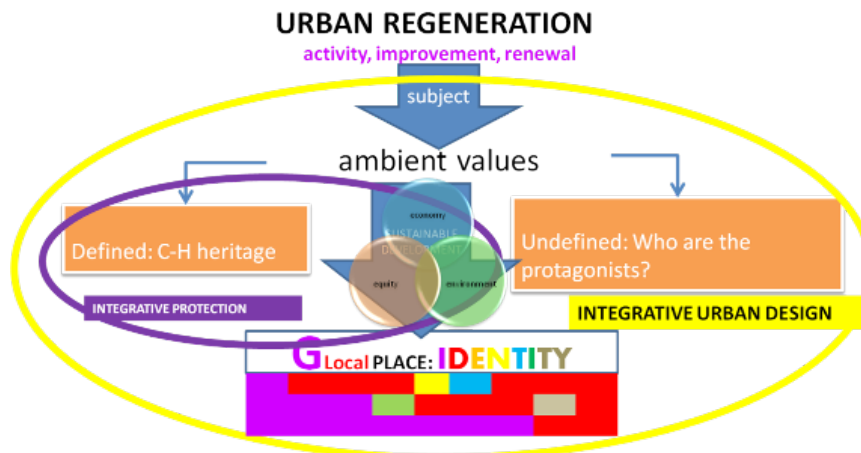 URBAN REGENERATION
activity, improvement, renewal
subject
ambient values
economy
SUSTAINABLE
DEVELOPMENT
Defined: C-H heritage
Undefined: Who are the
protagonists?
equity
environment
INTEGRATIVE PROTECTION
INTEGRATIVE URBAN DESIGN
GLocal PLACE: IDENTITY